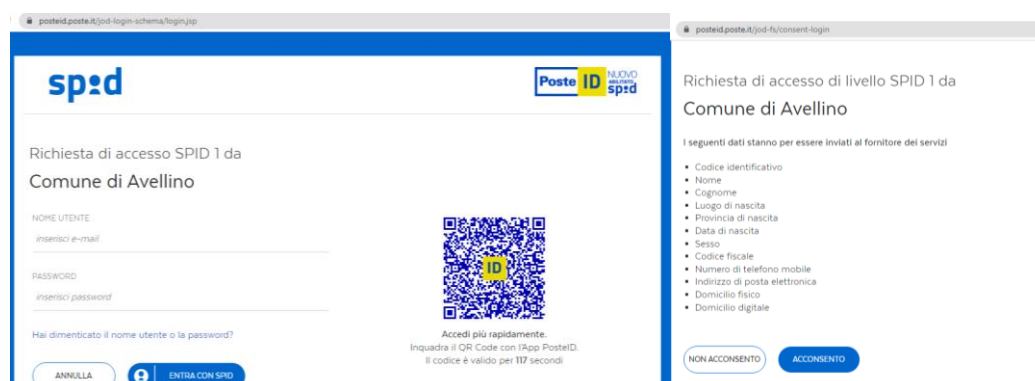 posteid.poste.it/jod-login-schema/login.jsp
spid
Poste ID NUOVO ABILITATO spid
Richiesta di accesso SPID 1 da
Comune di Avellino
NOME UTENTE
inserisci e-mail
PASSWORD
inserisci password
Hai dimenticato il nome utente o la password?
ANNULLA
ENTRA CON SPID
ID
Accedi più rapidamente.
Inquadra il QR Code con l'App PosteID.
Il codice è valido per 117 secondi
posteid.poste.it/jod-fs/consent-login
Richiesta di accesso di livello SPID 1 da
Comune di Avellino
I seguenti dati stanno per essere inviati al fornitore dei servizi
Codice identificativo
Nome
Cognome
Luogo di nascita
Provincia di nascita
Data di nascita
Sesso
Codice fiscale
Numero di telefono mobile
Indirizzo di posta elettronica
Domicilio fisico
Domicilio digitale
NON ACCONSENTO
ACCONSENTO